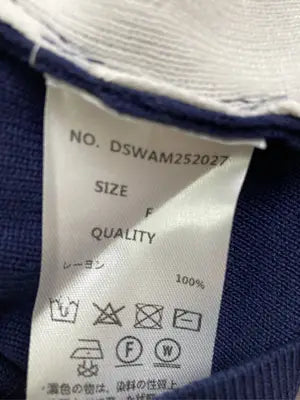 NO. DSWAM252027
SIZE
F
QUALITY
レーヨン 100%
F W
*濃色の物は、染料の性質上